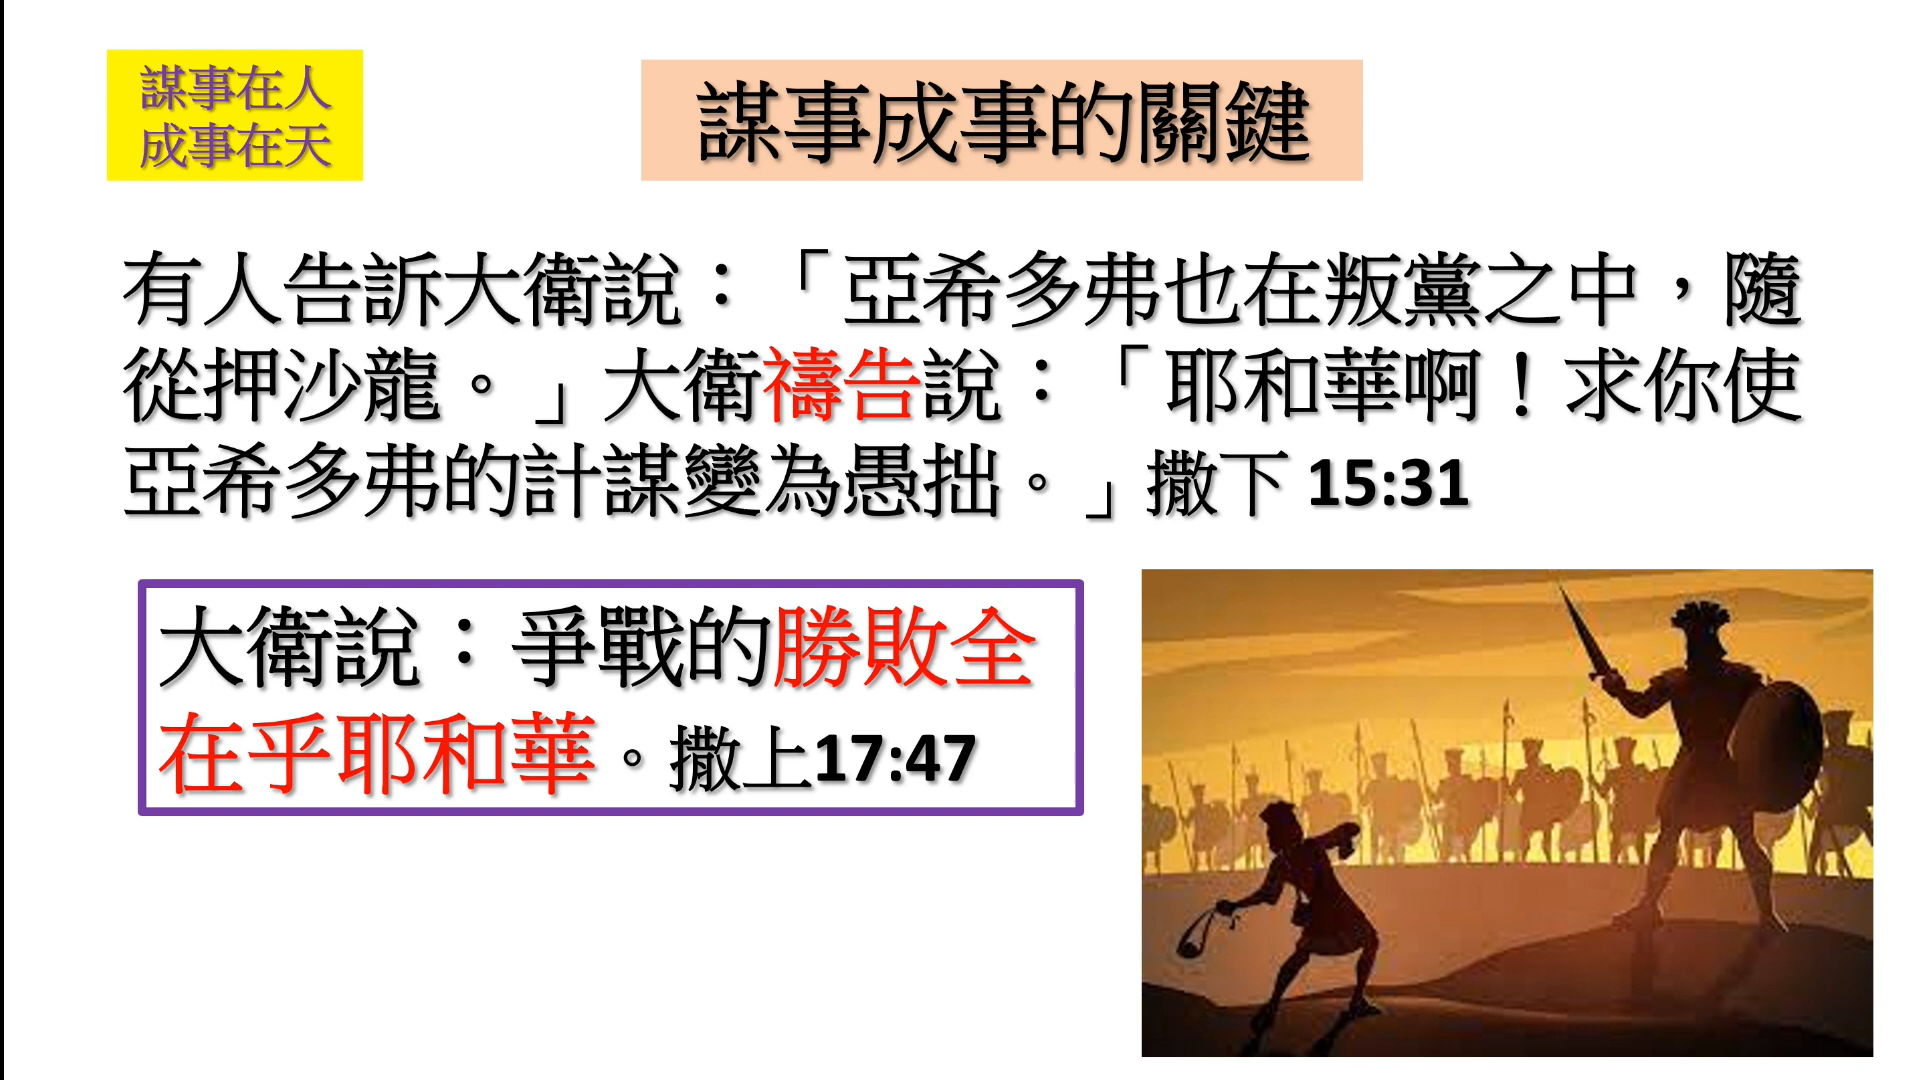 謀事在人
成事在天
謀事成事的關鍵
有人告訴大衛說：「亞希多弗也在叛黨之中，隨
從押沙龍。」大衛禱告說：「耶和華啊！求你使
亞希多弗的計謀變為愚拙。」撒下 15:31
大衛說：爭戰的勝敗全
在乎耶和華。撒上17:47